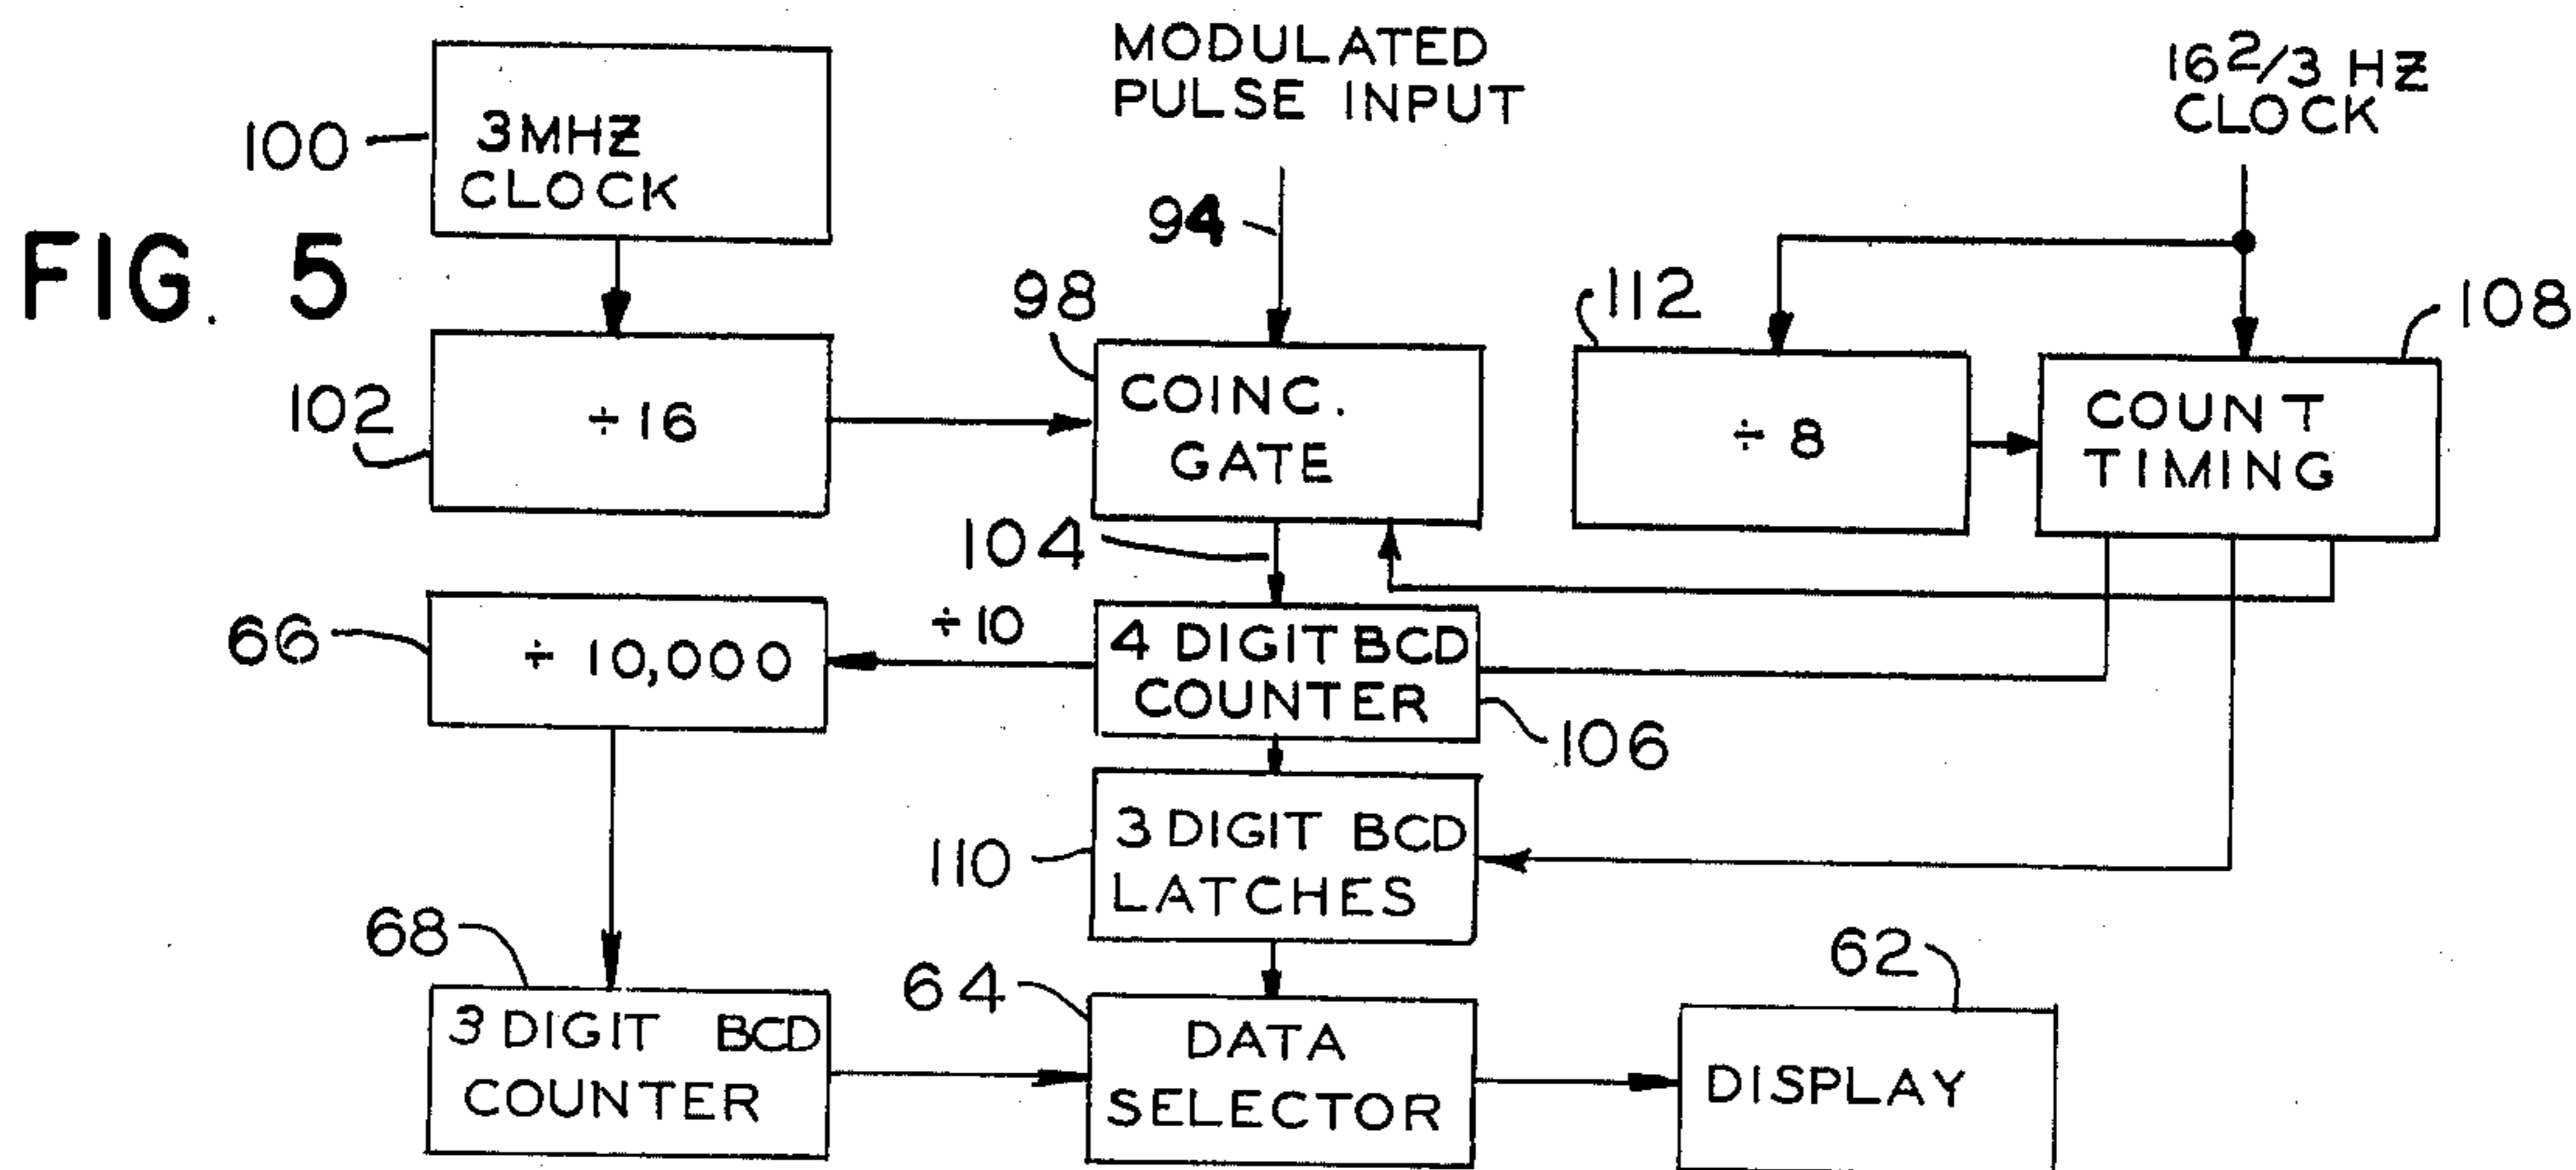 FIG. 5
100
3MHZ
CLOCK
MODULATED
PULSE INPUT
16 2/3 HZ
CLOCK
94
98
112
108
102
÷16
COINC.
GATE
÷ 8
COUNT
TIMING
104
66
÷ 10,000
÷10
4 DIGIT BCD
COUNTER
106
110
3 DIGIT BCD
LATCHES
68
64
62
3 DIGIT BCD
COUNTER
DATA
SELECTOR
DISPLAY